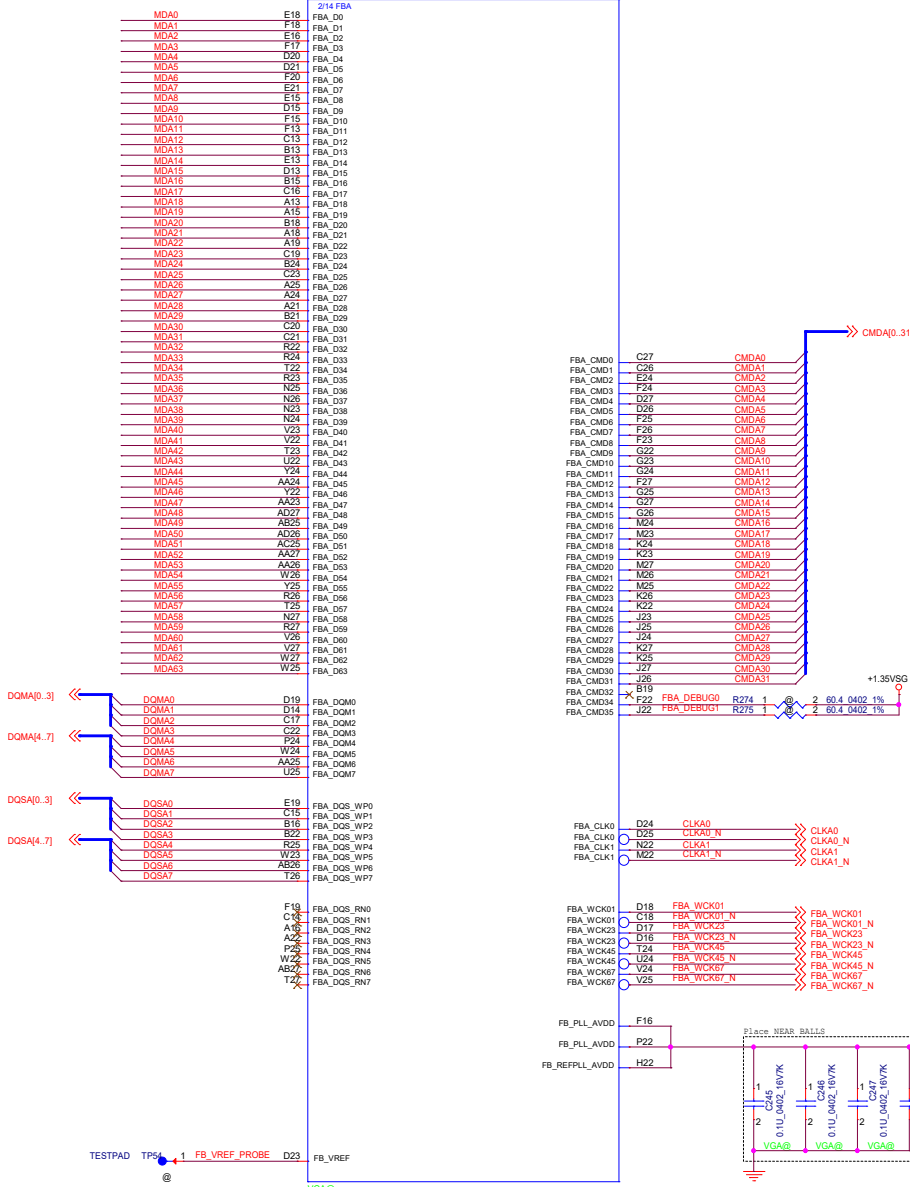 2/14 FBA
MDA0 E18 FBA_D0
MDA1 F18 FBA_D1
MDA2 E16 FBA_D2
MDA3 F17 FBA_D3
MDA4 D20 FBA_D4
MDA5 D21 FBA_D5
MDA6 F20 FBA_D6
MDA7 E21 FBA_D7
MDA8 E15 FBA_D8
MDA9 D15 FBA_D9
MDA10 F15 FBA_D10
MDA11 F13 FBA_D11
MDA12 C13 FBA_D12
MDA13 B13 FBA_D13
MDA14 E13 FBA_D14
MDA15 D13 FBA_D15
MDA16 B15 FBA_D16
MDA17 C16 FBA_D17
MDA18 A13 FBA_D18
MDA19 A15 FBA_D19
MDA20 B18 FBA_D20
MDA21 A18 FBA_D21
MDA22 A19 FBA_D22
MDA23 C19 FBA_D23
MDA24 B24 FBA_D24
MDA25 C23 FBA_D25
MDA26 A25 FBA_D26
MDA27 A24 FBA_D27
MDA28 A21 FBA_D28
MDA29 B21 FBA_D29
MDA30 C20 FBA_D30
MDA31 C21 FBA_D31
MDA32 R22 FBA_D32
MDA33 R24 FBA_D33
MDA34 T22 FBA_D34
MDA35 R23 FBA_D35
MDA36 N25 FBA_D36
MDA37 N26 FBA_D37
MDA38 N23 FBA_D38
MDA39 N24 FBA_D39
MDA40 V23 FBA_D40
MDA41 V22 FBA_D41
MDA42 T23 FBA_D42
MDA43 U22 FBA_D43
MDA44 Y24 FBA_D44
MDA45 AA24 FBA_D45
MDA46 Y22 FBA_D46
MDA47 AA23 FBA_D47
MDA48 AD27 FBA_D48
MDA49 AB25 FBA_D49
MDA50 AD26 FBA_D50
MDA51 AC25 FBA_D51
MDA52 AA27 FBA_D52
MDA53 AA26 FBA_D53
MDA54 W26 FBA_D54
MDA55 Y25 FBA_D55
MDA56 R26 FBA_D56
MDA57 T25 FBA_D57
MDA58 N27 FBA_D58
MDA59 R27 FBA_D59
MDA60 V26 FBA_D60
MDA61 V27 FBA_D61
MDA62 W27 FBA_D62
MDA63 W25 FBA_D63
CMDA[0..31
FBA_CMD0 C27 CMDA0
FBA_CMD1 C26 CMDA1
FBA_CMD2 E24 CMDA2
FBA_CMD3 F24 CMDA3
FBA_CMD4 D27 CMDA4
FBA_CMD5 D26 CMDA5
FBA_CMD6 F25 CMDA6
FBA_CMD7 F26 CMDA7
FBA_CMD8 F23 CMDA8
FBA_CMD9 G22 CMDA9
FBA_CMD10 G23 CMDA10
FBA_CMD11 G24 CMDA11
FBA_CMD12 F27 CMDA12
FBA_CMD13 G25 CMDA13
FBA_CMD14 G27 CMDA14
FBA_CMD15 G26 CMDA15
FBA_CMD16 M24 CMDA16
FBA_CMD17 M23 CMDA17
FBA_CMD18 K24 CMDA18
FBA_CMD19 K23 CMDA19
FBA_CMD20 M27 CMDA20
FBA_CMD21 M26 CMDA21
FBA_CMD22 M25 CMDA22
FBA_CMD23 K26 CMDA23
FBA_CMD24 K22 CMDA24
FBA_CMD25 J23 CMDA25
FBA_CMD26 J25 CMDA26
FBA_CMD27 J24 CMDA27
FBA_CMD28 K27 CMDA28
FBA_CMD29 K25 CMDA29
FBA_CMD30 J27 CMDA30
FBA_CMD31 J26 CMDA31
FBA_CMD32 B19
+1.35VSG
FBA_CMD34 F22 FBA_DEBUG0 R274 1 @ 2 60.4_0402_1%
FBA_CMD35 J22 FBA_DEBUG1 R275 1 @ 2 60.4_0402_1%
DQMA[0..3]
DQMA[4..7]
DQMA0 D19 FBA_DQM0
DQMA1 D14 FBA_DQM1
DQMA2 C17 FBA_DQM2
DQMA3 C22 FBA_DQM3
DQMA4 P24 FBA_DQM4
DQMA5 W24 FBA_DQM5
DQMA6 AA25 FBA_DQM6
DQMA7 U25 FBA_DQM7
DQSA[0..3]
DQSA[4..7]
DQSA0 E19 FBA_DQS_WP0
DQSA1 C15 FBA_DQS_WP1
DQSA2 B16 FBA_DQS_WP2
DQSA3 B22 FBA_DQS_WP3
DQSA4 R25 FBA_DQS_WP4
DQSA5 W23 FBA_DQS_WP5
DQSA6 AB26 FBA_DQS_WP6
DQSA7 T26 FBA_DQS_WP7
FBA_CLK0 D24 CLKA0 CLKA0
FBA_CLK0 D25 CLKA0_N CLKA0_N
FBA_CLK1 N22 CLKA1 CLKA1
FBA_CLK1 M22 CLKA1_N CLKA1_N
F19 FBA_DQS_RN0
C14 FBA_DQS_RN1
A16 FBA_DQS_RN2
A22 FBA_DQS_RN3
P25 FBA_DQS_RN4
W22 FBA_DQS_RN5
AB27 FBA_DQS_RN6
T27 FBA_DQS_RN7
FBA_WCK01 D18 FBA_WCK01 FBA_WCK01
FBA_WCK01 C18 FBA_WCK01_N FBA_WCK01_N
FBA_WCK23 D17 FBA_WCK23 FBA_WCK23
FBA_WCK23 D16 FBA_WCK23_N FBA_WCK23_N
FBA_WCK45 T24 FBA_WCK45 FBA_WCK45
FBA_WCK45 U24 FBA_WCK45_N FBA_WCK45_N
FBA_WCK67 V24 FBA_WCK67 FBA_WCK67
FBA_WCK67 V25 FBA_WCK67_N FBA_WCK67_N
FB_PLL_AVDD F16
FB_PLL_AVDD P22
FB_REFPLL_AVDD H22
Place NEAR BALLS
1 2 C245 0.1U_0402_16V7K VGA@
1 2 C246 0.1U_0402_16V7K VGA@
1 2 C247 0.1U_0402_16V7K VGA@
TESTPAD TP54 1 FB_VREF_PROBE D23 FB_VREF
@